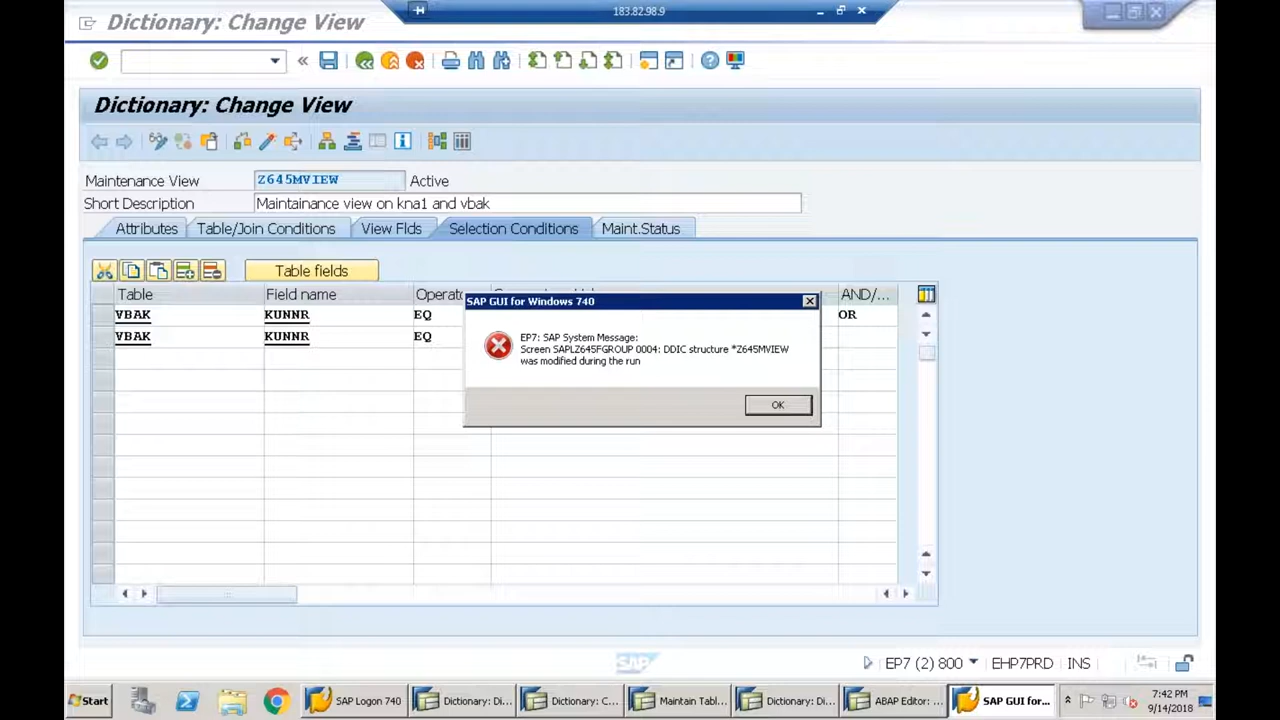 183.82.98.9
Dictionary: Change View
Dictionary: Change View
Maintenance View Z645MVIEW Active
Short Description Maintainance view on kna1 and vbak
Attributes Table/Join Conditions View Flds Selection Conditions Maint.Status
Table fields
Table Field name Operato AND/...
VBAK KUNNR EQ OR
VBAK KUNNR EQ
SAP GUI for Windows 740
EP7: SAP System Message:
Screen SAPLZ645FGROUP 0004: DDIC structure *Z645MVIEW
was modified during the run
OK
SAP
EP7 (2) 800 EHP7PRD INS
Start SAP Logon 740 Dictionary: Di... Dictionary: C... Maintain Tabl... Dictionary: Di... ABAP Editor: ... SAP GUI for...
7:42 PM
9/14/2018